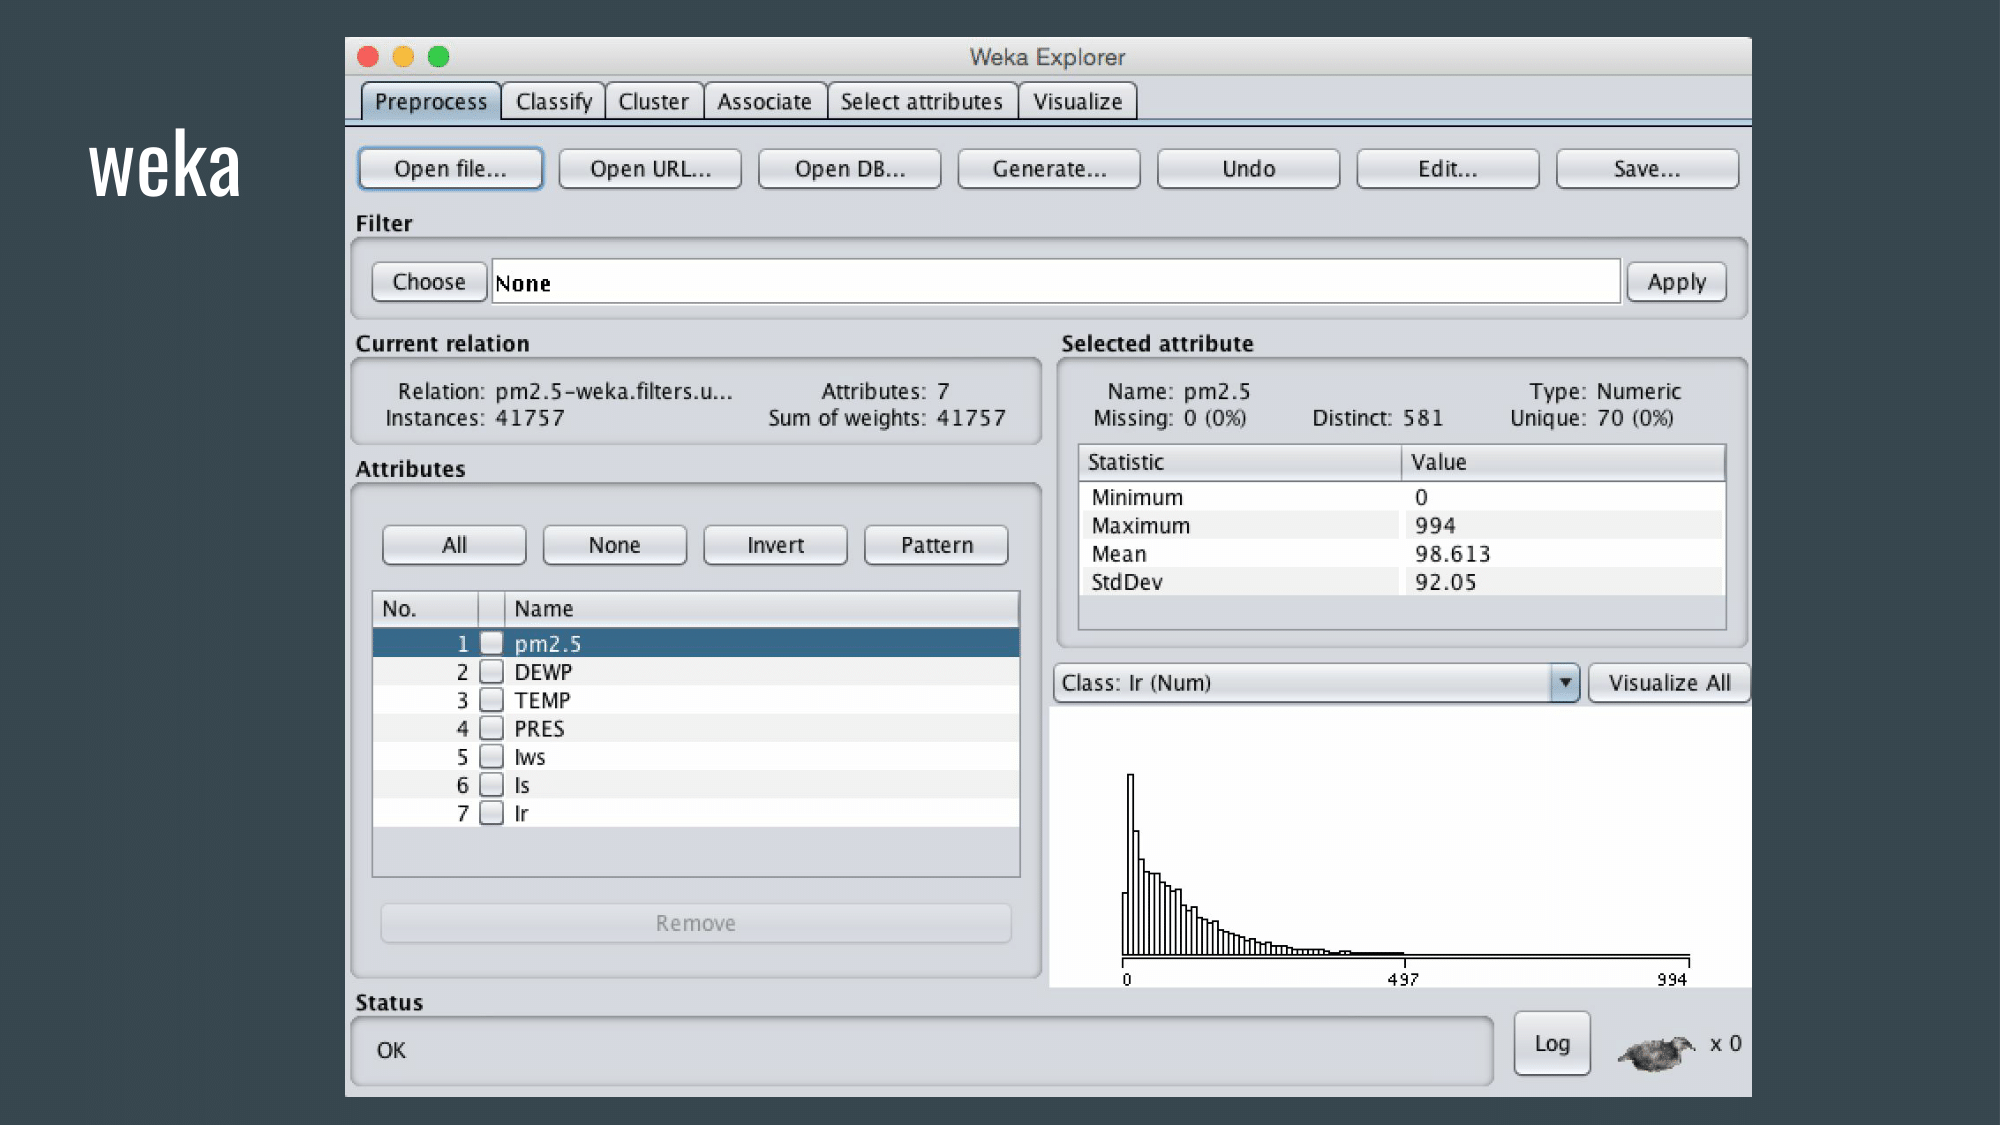 weka
Weka Explorer
Preprocess Classify Cluster Associate Select attributes Visualize
Open file... Open URL... Open DB... Generate... Undo Edit... Save...
Filter
Choose None Apply
Current relation
Relation: pm2.5-weka.filters.u... Attributes: 7
Instances: 41757 Sum of weights: 41757
Attributes
All None Invert Pattern
No. Name
1 pm2.5
2 DEWP
3 TEMP
4 PRES
5 Iws
6 Is
7 Ir
Remove
Selected attribute
Name: pm2.5 Type: Numeric
Missing: 0 (0%) Distinct: 581 Unique: 70 (0%)
Statistic Value
Minimum 0
Maximum 994
Mean 98.613
StdDev 92.05
Class: Ir (Num) Visualize All
0 497 994
Status
OK
Log x 0